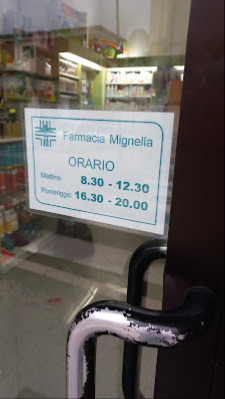 Farmacia Mignella
ORARIO
Mattino 8.30 - 12.30
Pomeriggio 16.30 - 20.00